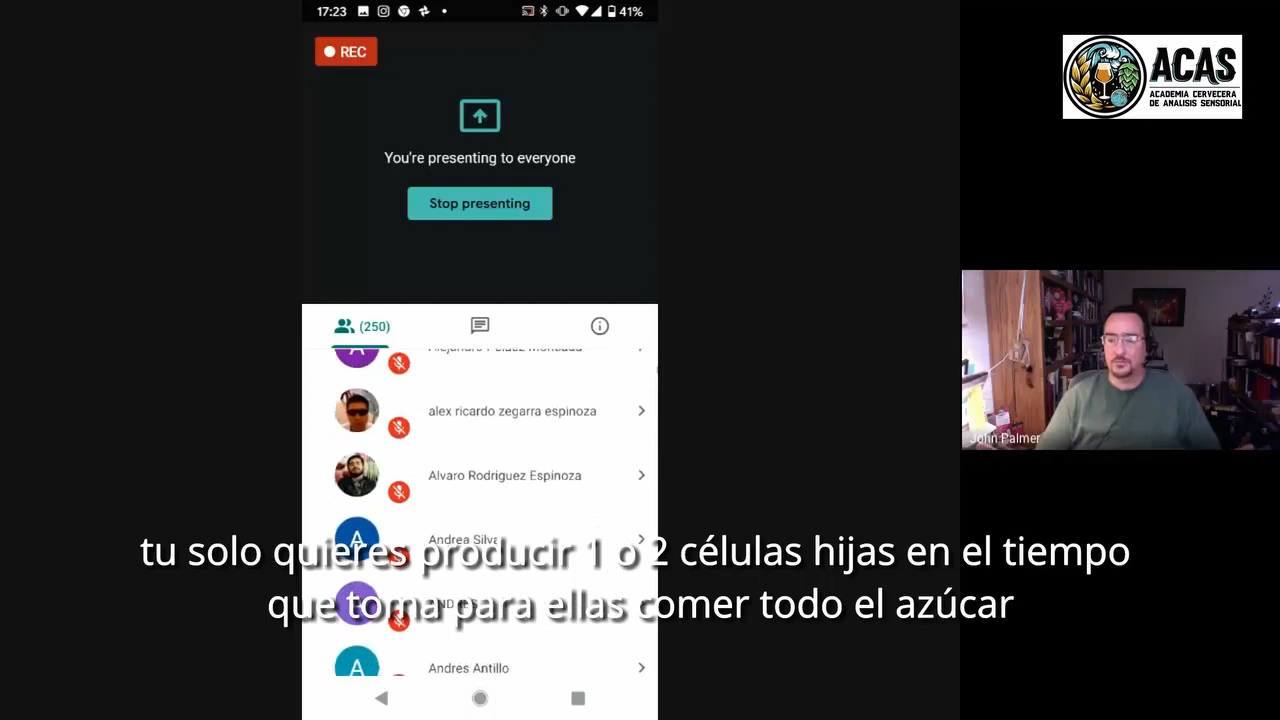 17:23
41%
REC
You're presenting to everyone
Stop presenting
(250)
alex ricardo zegarra espinoza
Alvaro Rodriguez Espinoza
A
Andrea Silva
A
Andres Antillo
ACAS
ACADEMIA CERVECERA
DE ANALISIS SENSORIAL
John Palmer
tu solo quieres producir 1 o 2 células hijas en el tiempo
que toma para ellas comer todo el azúcar